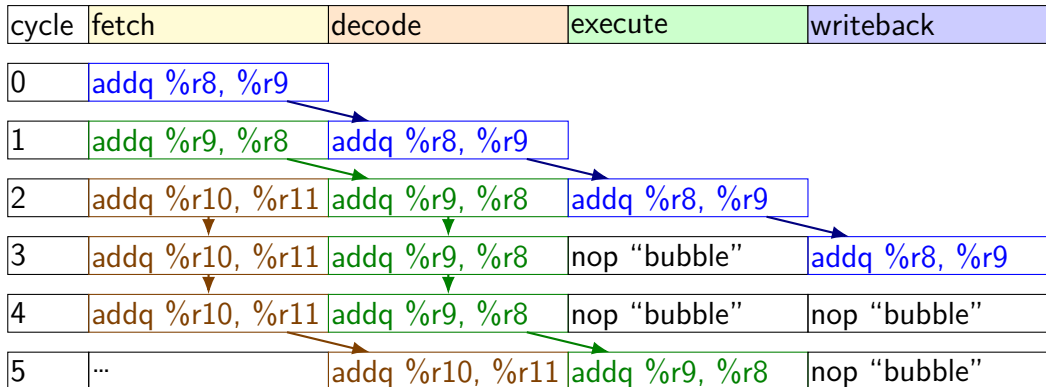 cycle fetch decode execute writeback
0 addq %r8, %r9
1 addq %r9, %r8 addq %r8, %r9
2 addq %r10, %r11 addq %r9, %r8 addq %r8, %r9
3 addq %r10, %r11 addq %r9, %r8 nop “bubble” addq %r8, %r9
4 addq %r10, %r11 addq %r9, %r8 nop “bubble” nop “bubble”
5 ... addq %r10, %r11 addq %r9, %r8 nop “bubble”